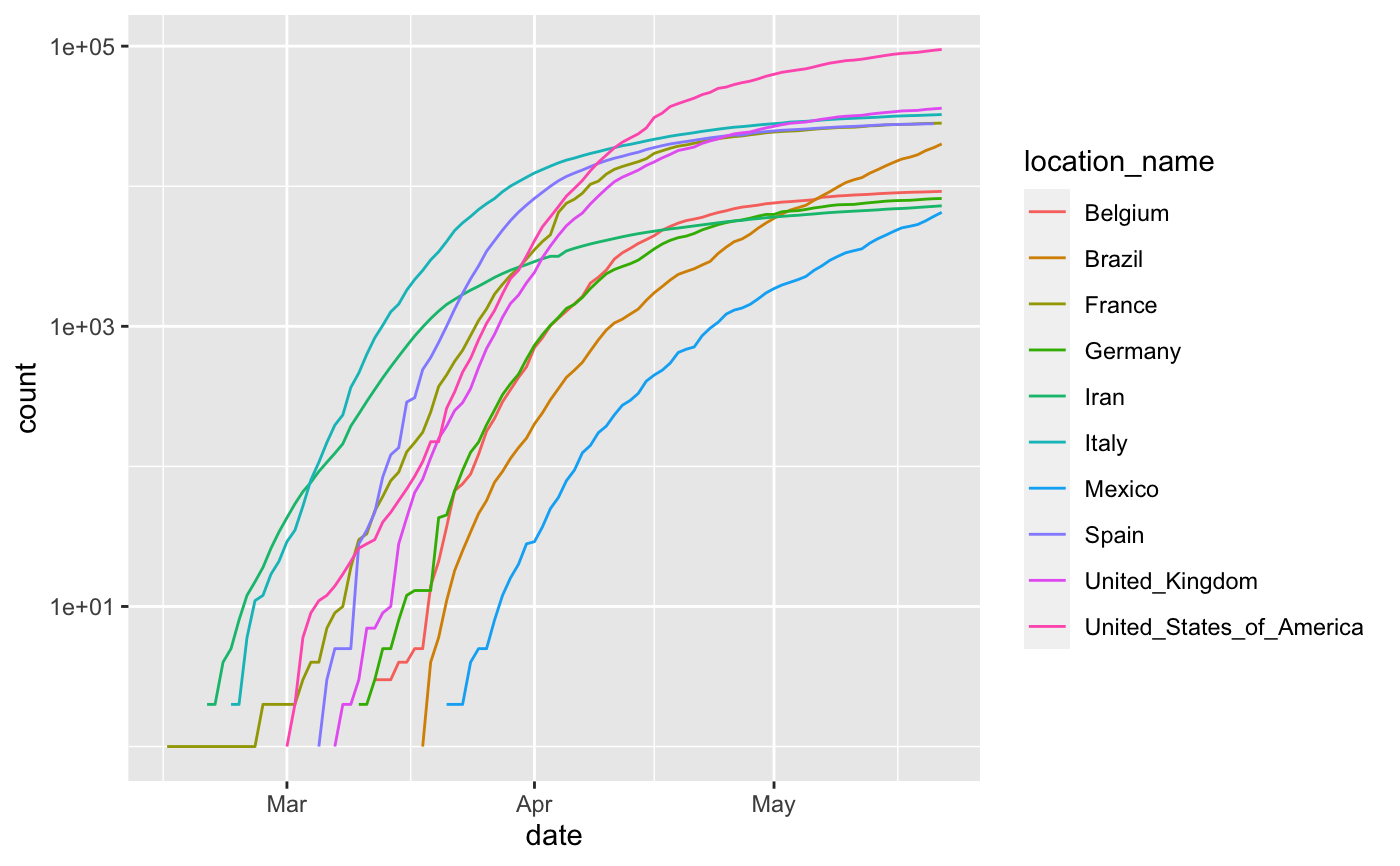 1e+05
1e+03
1e+01
count
Mar
Apr
May
date
location_name
Belgium
Brazil
France
Germany
Iran
Italy
Mexico
Spain
United_Kingdom
United_States_of_America